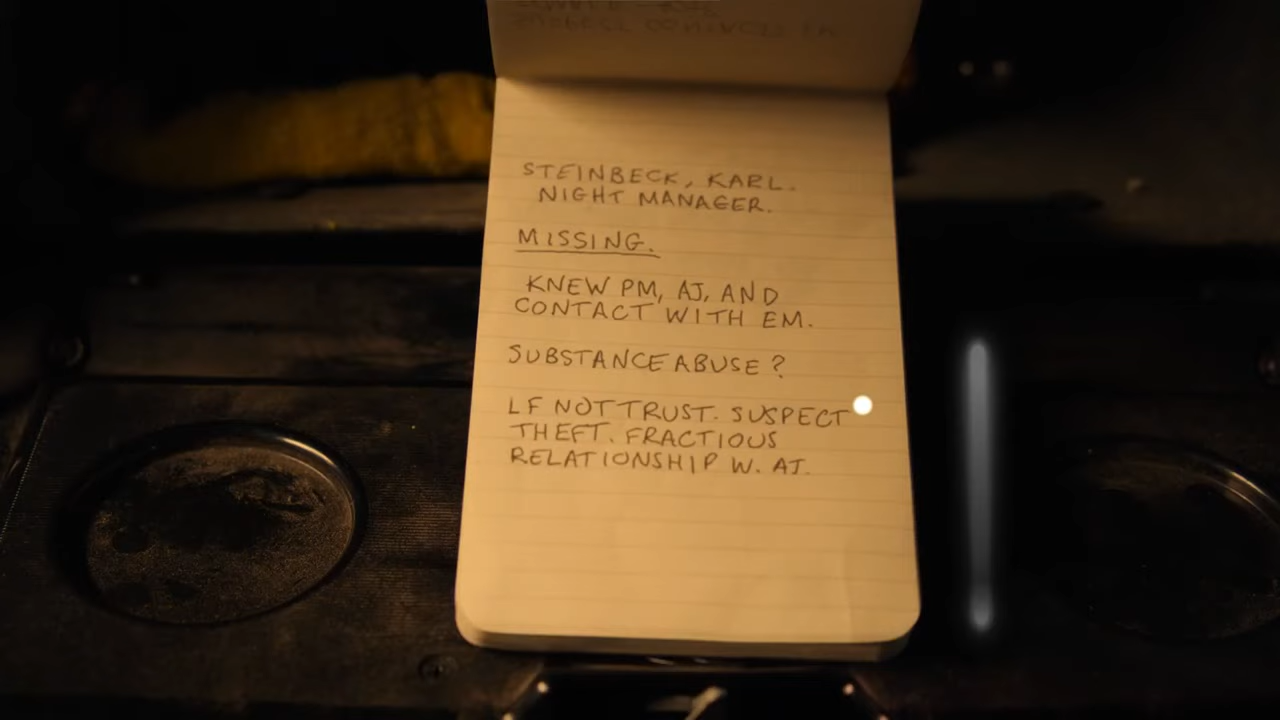 STEINBECK, KARL.
NIGHT MANAGER.
MISSING.
KNEW PM, AJ, AND
CONTACT WITH EM.
SUBSTANCE ABUSE?
LF NOT TRUST. SUSPECT
THEFT. FRACTIOUS
RELATIONSHIP W. AJ.